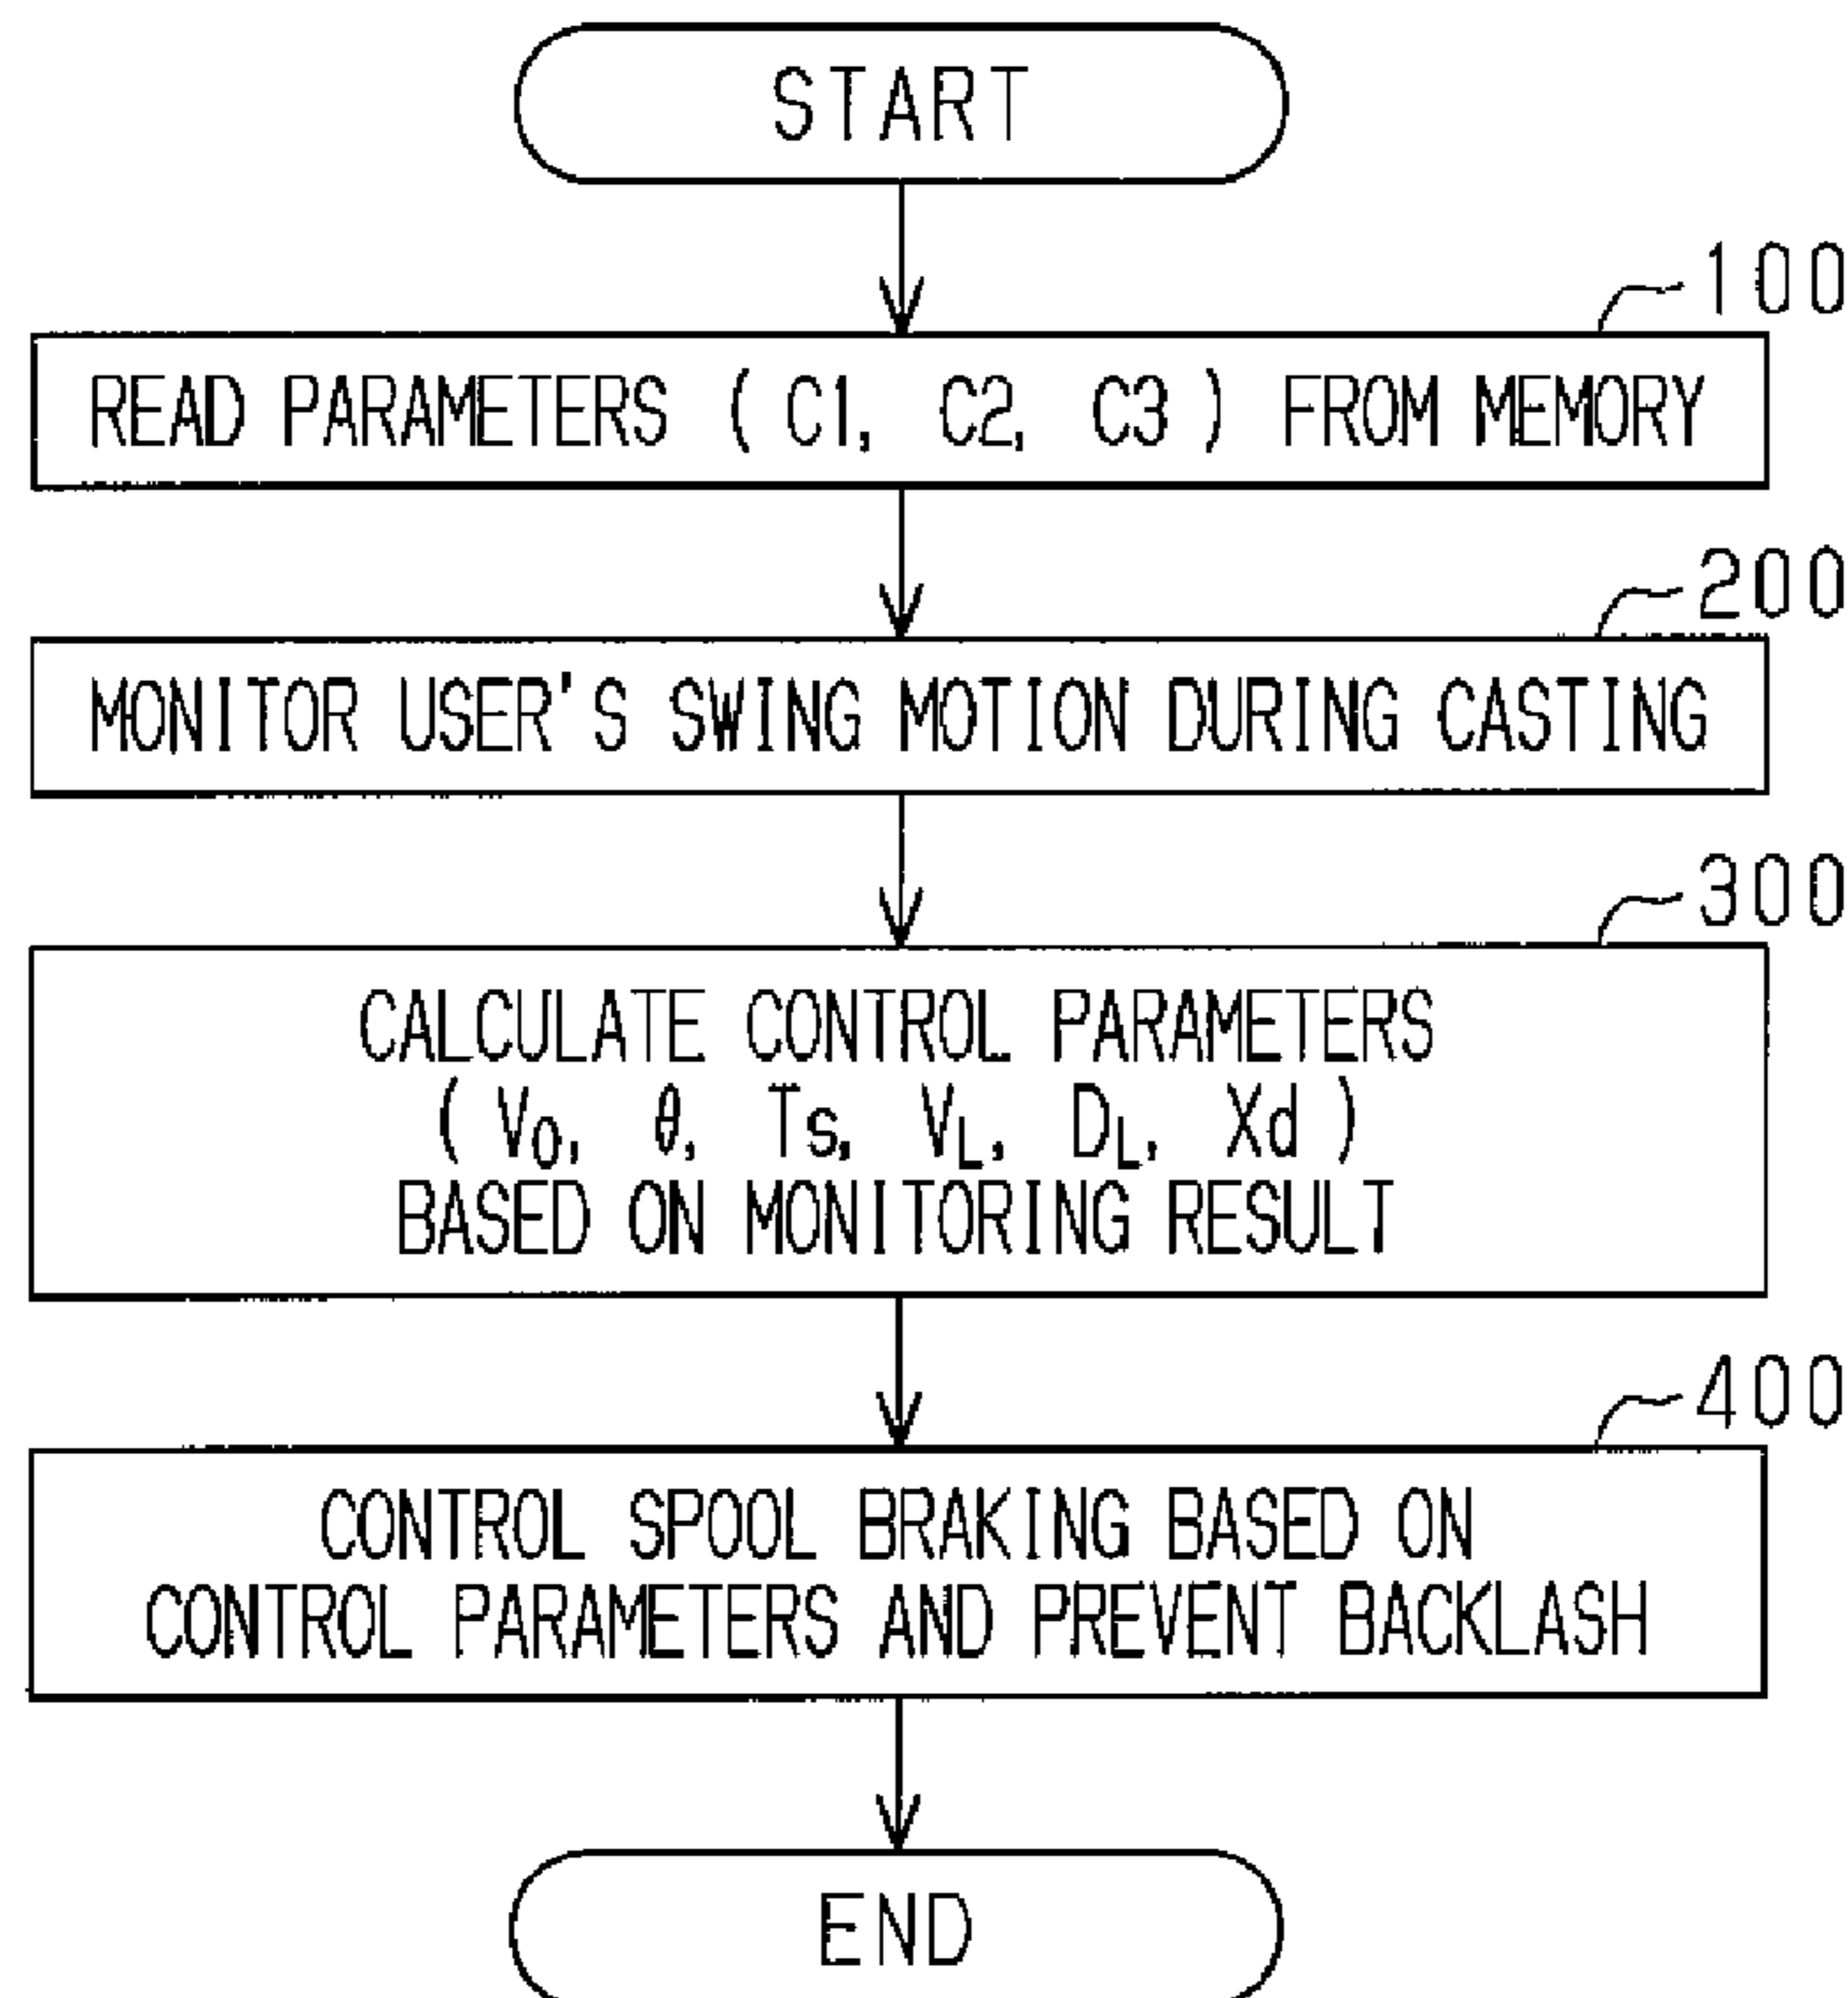 START
100
READ PARAMETERS ( C1, C2, C3 ) FROM MEMORY
200
MONITOR USER'S SWING MOTION DURING CASTING
300
CALCULATE CONTROL PARAMETERS
( V0, θ, Ts, VL, DL, Xd )
BASED ON MONITORING RESULT
400
CONTROL SPOOL BRAKING BASED ON
CONTROL PARAMETERS AND PREVENT BACKLASH
END